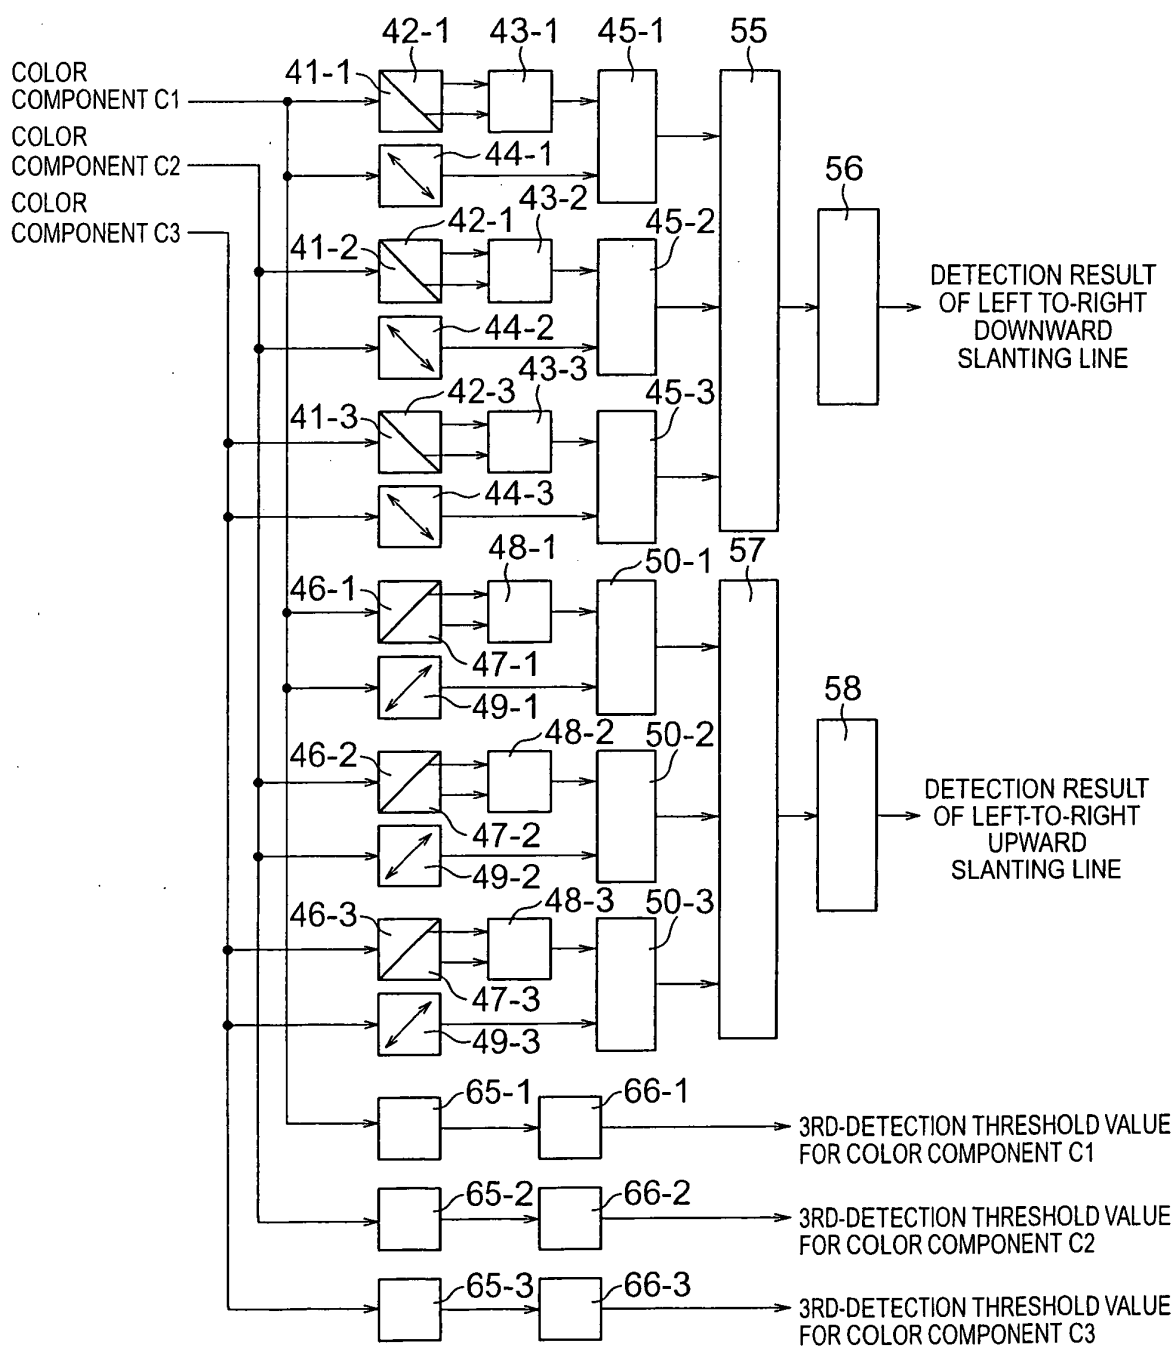 42-1
43-1
45-1
55
COLOR
COMPONENT C1
41-1
COLOR
COMPONENT C2
44-1
56
COLOR
COMPONENT C3
42-1
43-2
45-2
41-2
DETECTION RESULT
OF LEFT TO-RIGHT
DOWNWARD
SLANTING LINE
44-2
43-3
42-3
45-3
41-3
44-3
48-1
50-1
57
46-1
47-1
49-1
58
48-2
50-2
46-2
DETECTION RESULT
OF LEFT-TO-RIGHT
UPWARD
SLANTING LINE
47-2
49-2
48-3
50-3
46-3
47-3
49-3
65-1
66-1
3RD-DETECTION THRESHOLD VALUE
FOR COLOR COMPONENT C1
65-2
66-2
3RD-DETECTION THRESHOLD VALUE
FOR COLOR COMPONENT C2
65-3
66-3
3RD-DETECTION THRESHOLD VALUE
FOR COLOR COMPONENT C3